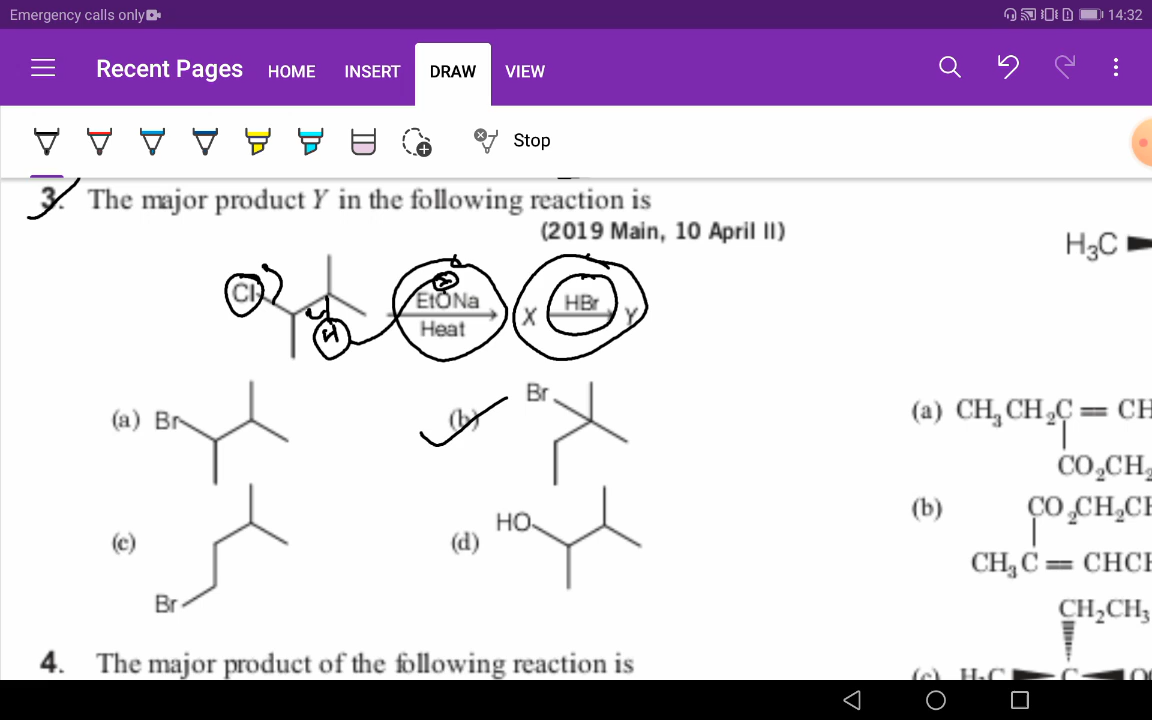 Emergency calls only
14:32
Recent Pages HOME INSERT DRAW VIEW
Stop
3. The major product Y in the following reaction is
(2019 Main, 10 April II)
H₃C
Cl
EtONa
Heat
X
HBr
Y
H
(a) Br
(b) Br
(c)
Br
(d) HO
4. The major product of the following reaction is
(a) CH₃CH₂C = CH
CO₂CH₂
(b) CO₂CH₂CH
CH₃C = CHCH
CH₂CH₃
(c) H₃C C